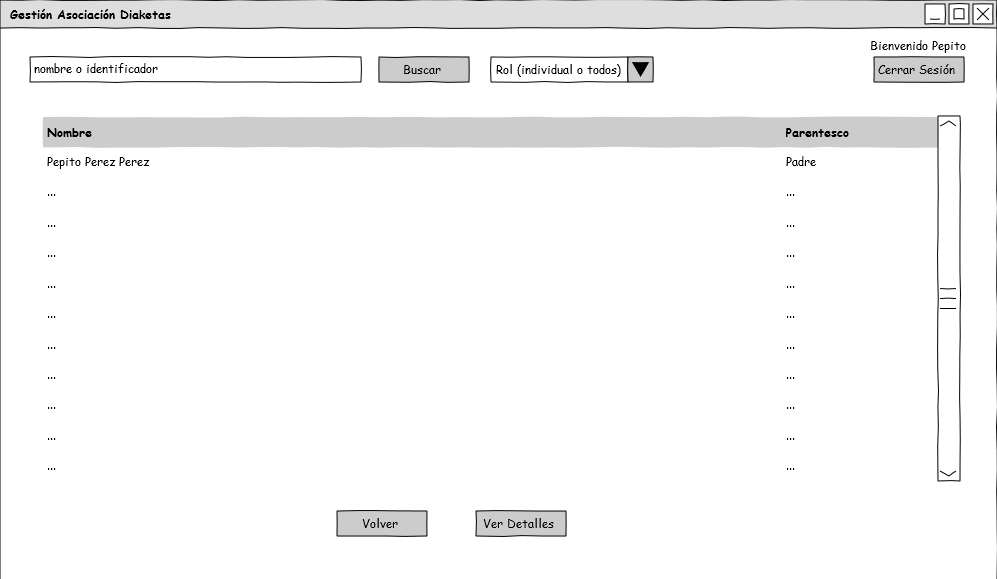 Gestión Asociación Diaketas
Bienvenido Pepito
nombre o identificador
Buscar
Rol (individual o todos)
Cerrar Sesión
Nombre Parentesco
Pepito Perez Perez Padre
... ...
... ...
... ...
... ...
... ...
... ...
... ...
... ...
... ...
... ...
Volver
Ver Detalles